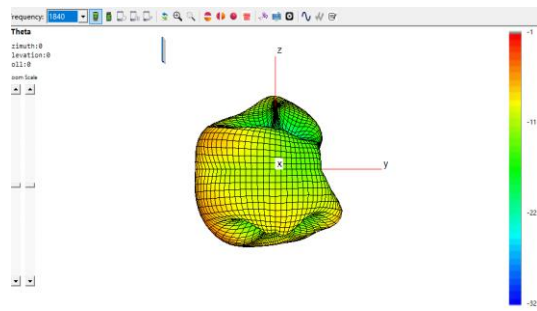 requency: 1840
Theta
zimuth:0
levation:0
oll:0
oom Scale
z
x
y
-1
-11
-22
-32